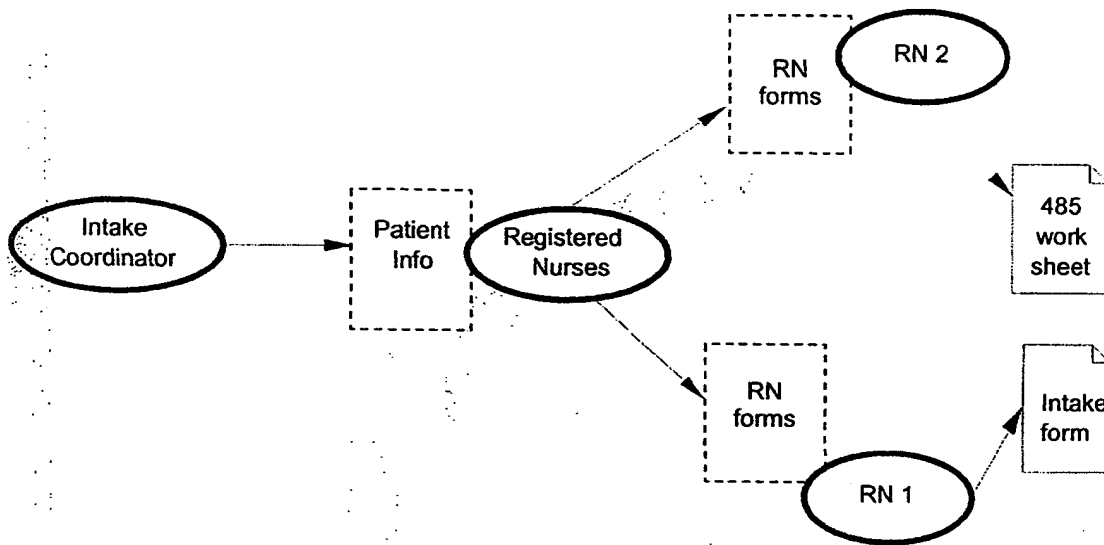 Intake
Coordinator
Patient
Info
Registered
Nurses
RN
forms
RN 2
485
work
sheet
RN
forms
RN 1
Intake
form